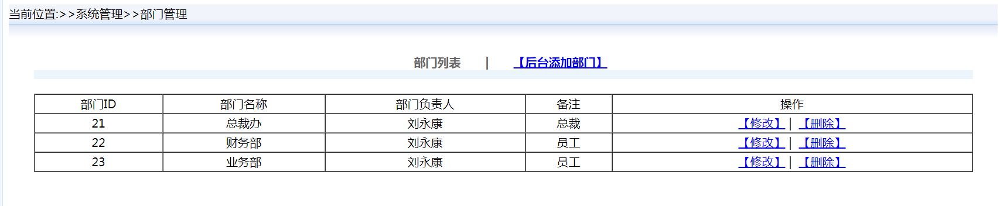 当前位置:>>系统管理>>部门管理
部门列表 | 【后台添加部门】
部门ID 部门名称 部门负责人 备注 操作
21 总裁办 刘永康 总裁 【修改】 | 【删除】
22 财务部 刘永康 员工 【修改】 | 【删除】
23 业务部 刘永康 员工 【修改】 | 【删除】